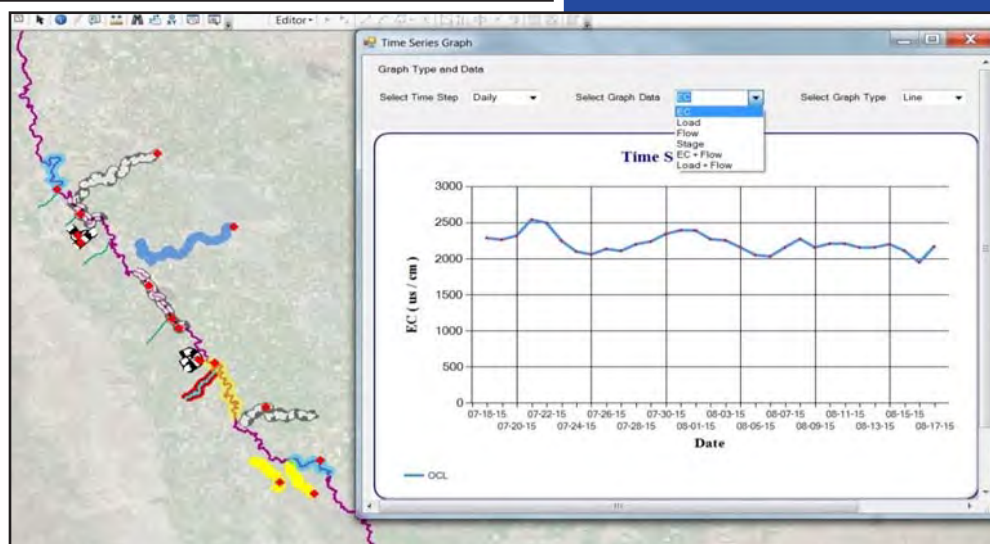 Editor
Time Series Graph
Graph Type and Data
Select Time Step Daily Select Graph Data EC Select Graph Type Line
EC
Load
Flow
Stage
EC + Flow
Load + Flow
Time S
3000
2500
2000
1500
1000
500
0
EC ( us / cm )
07-18-15 07-22-15 07-26-15 07-30-15 08-03-15 08-07-15 08-11-15 08-15-15
07-20-15 07-24-15 07-28-15 08-01-15 08-05-15 08-09-15 08-13-15 08-17-15
Date
OCL